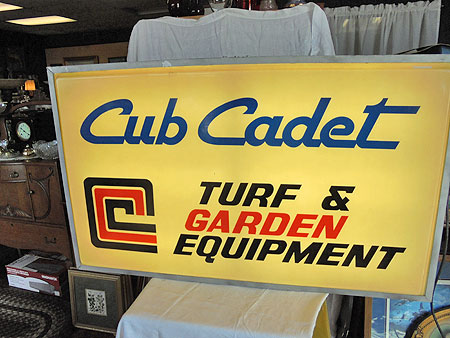 Cub Cadet
TURF &
GARDEN
EQUIPMENT